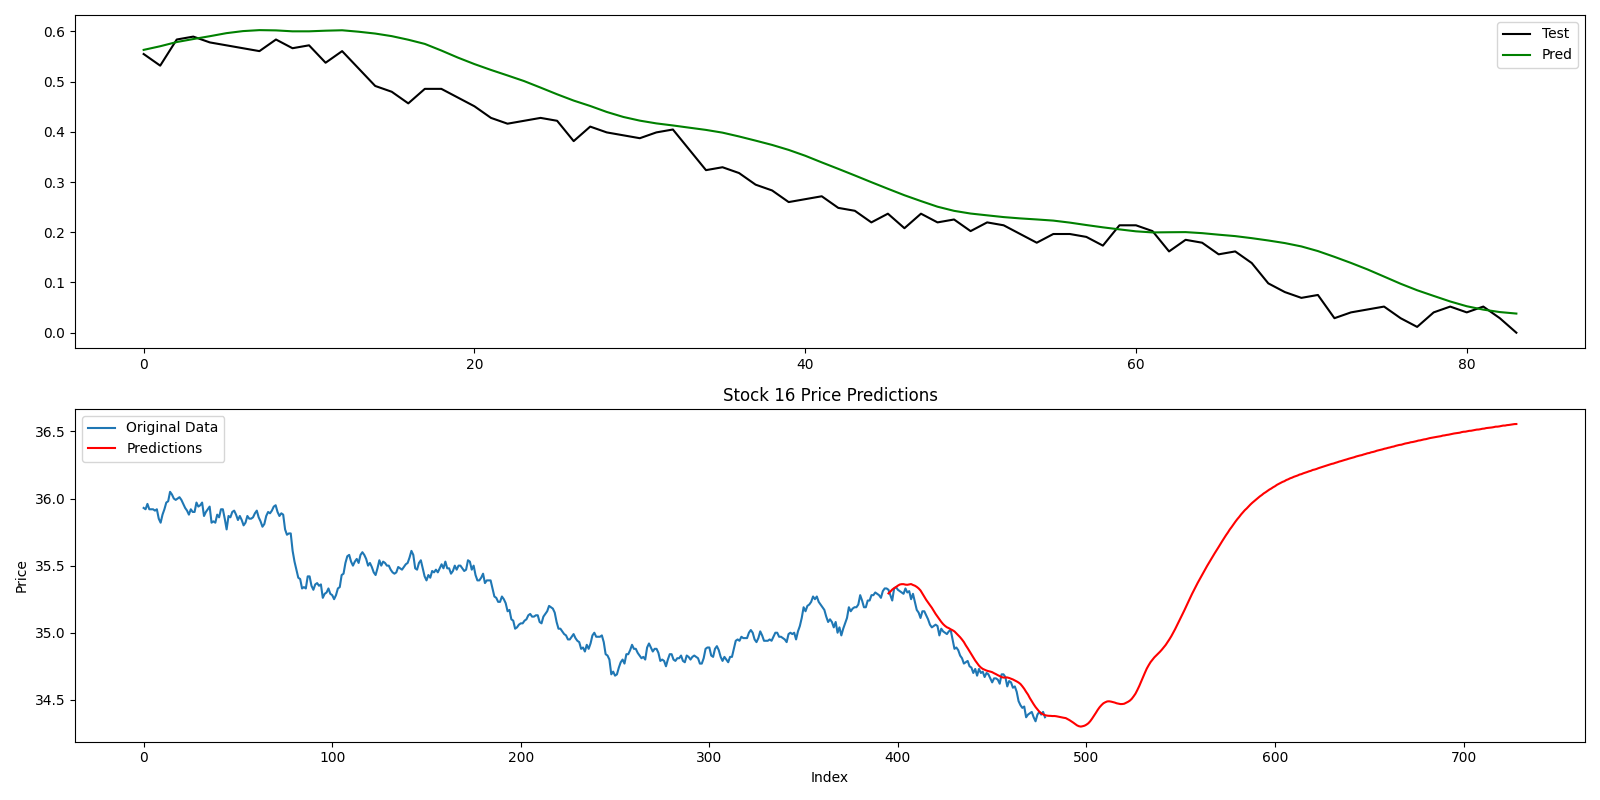 0.6
0.5
0.4
0.3
0.2
0.1
0.0
Test
Pred
0 20 40 60 80
Stock 16 Price Predictions
Original Data
Predictions
36.5
36.0
35.5
35.0
34.5
Price
0 100 200 300 400 500 600 700
Index